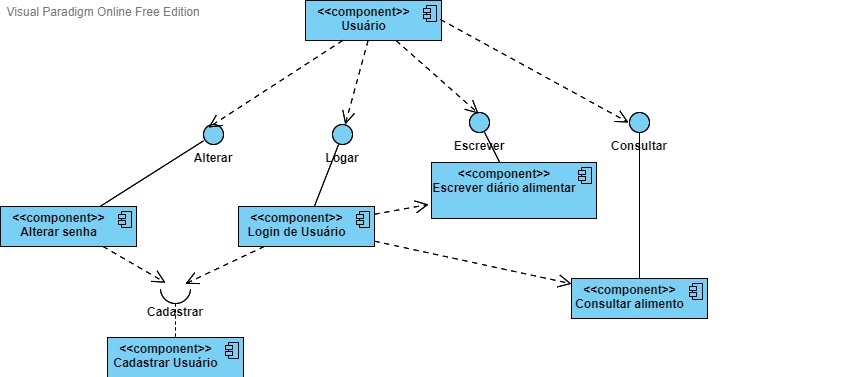 Visual Paradigm Online Free Edition
<<component>>
Usuário
Alterar
Logar
Escrever
Consultar
<<component>>
Escrever diário alimentar
<<component>>
Alterar senha
<<component>>
Login de Usuário
<<component>>
Consultar alimento
Cadastrar
<<component>>
Cadastrar Usuário